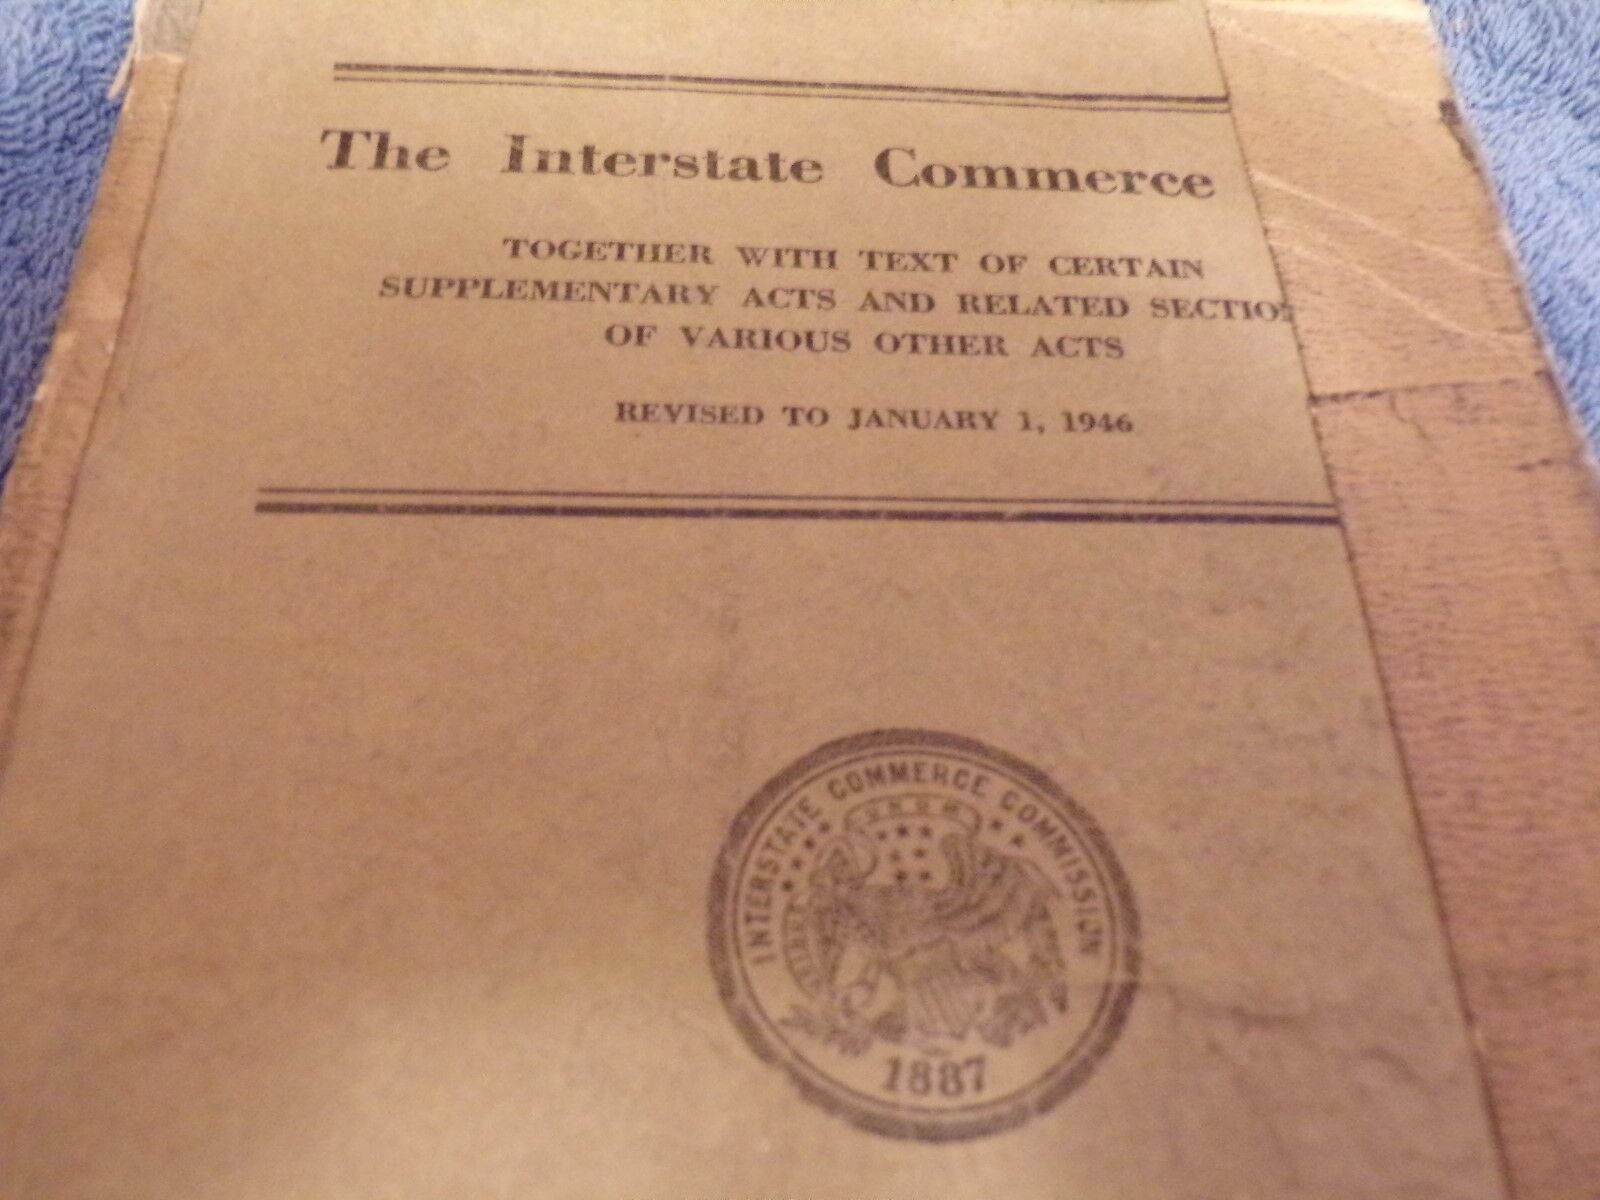 The Interstate Commerce
TOGETHER WITH TEXT OF CERTAIN
SUPPLEMENTARY ACTS AND RELATED SECTION
OF VARIOUS OTHER ACTS
REVISED TO JANUARY 1, 1946
INTERSTATE COMMERCE COMMISSION
1887